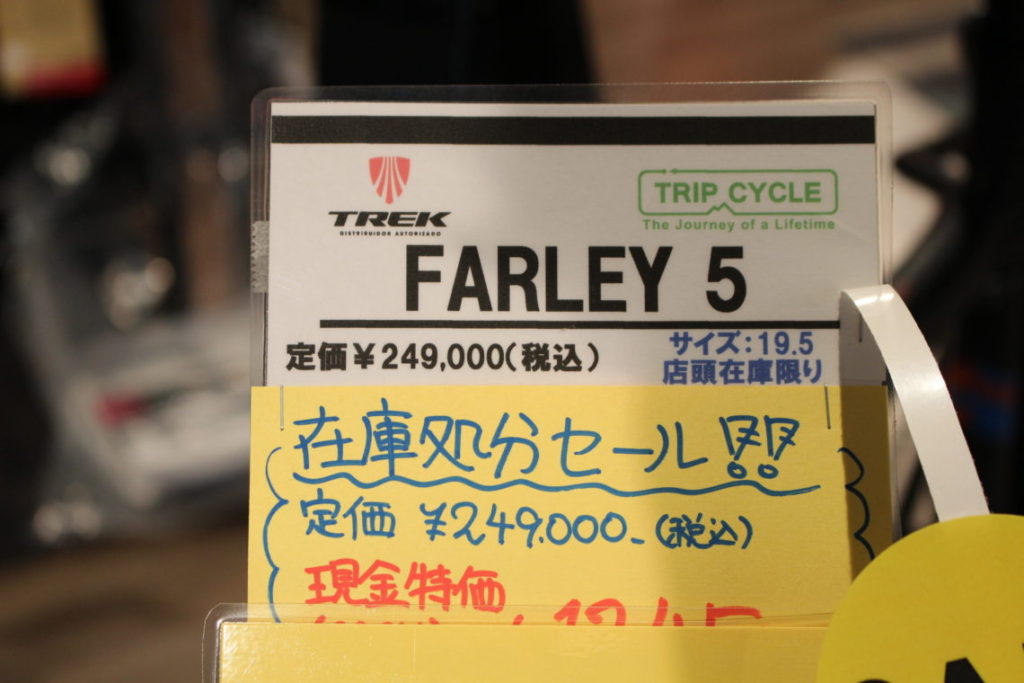 TREK
DISTRIBUIDOR AUTORIZADO
TRIP CYCLE
The Journey of a Lifetime
FARLEY 5
定価￥249,000(税込)
サイズ:19.5
店頭在庫限り
在庫処分セール!!
定価 ￥249.000-(税込)
現金特価